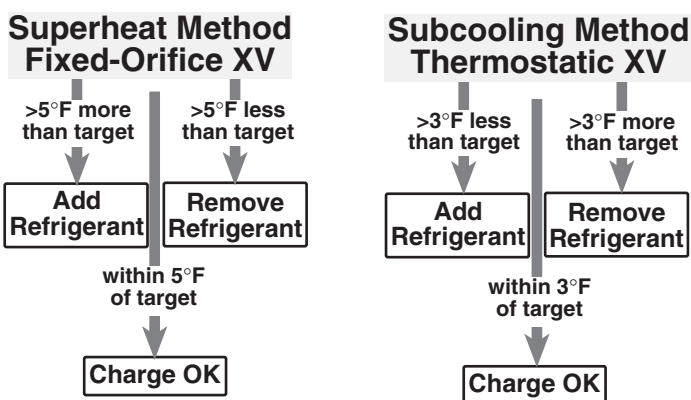 Superheat Method
Fixed-Orifice XV
>5°F more
than target
>5°F less
than target
Add
Refrigerant
Remove
Refrigerant
within 5°F
of target
Charge OK
Subcooling Method
Thermostatic XV
>3°F less
than target
>3°F more
than target
Add
Refrigerant
Remove
Refrigerant
within 3°F
of target
Charge OK